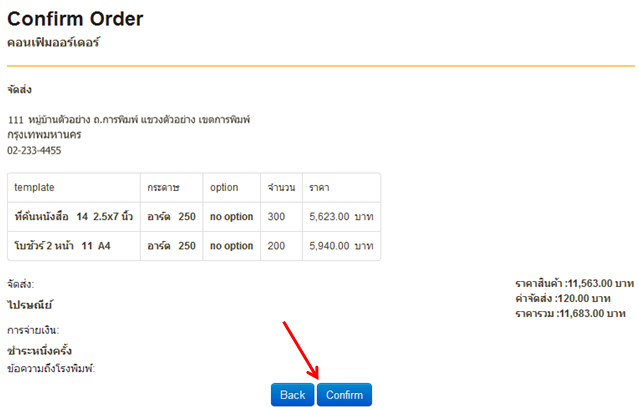 Confirm Order
คอนเฟิมออร์เดอร์
จัดส่ง
111 หมู่บ้านตัวอย่าง ถ.การพิมพ์ แขวงตัวอย่าง เขตการพิมพ์
กรุงเทพมหานคร
02-233-4455
template กระดาษ option จำนวน ราคา
ที่คั่นหนังสือ 14 2.5x7 นิ้ว อาร์ต 250 no option 300 5,623.00 บาท
โบชัวร์ 2 หน้า 11 A4 อาร์ต 250 no option 200 5,940.00 บาท
จัดส่ง: ราคาสินค้า :11,563.00 บาท
ไปรษณีย์ ค่าจัดส่ง :120.00 บาท
ราคารวม :11,683.00 บาท
การจ่ายเงิน:
ชำระหนึ่งครั้ง
ข้อความถึงโรงพิมพ์:
Back Confirm